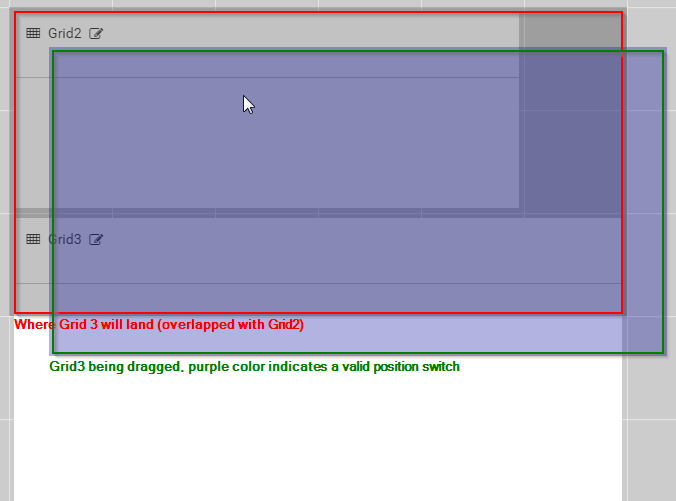 Grid2
Grid3
Where Grid 3 will land (overlapped with Grid2)
Grid3 being dragged, purple color indicates a valid position switch